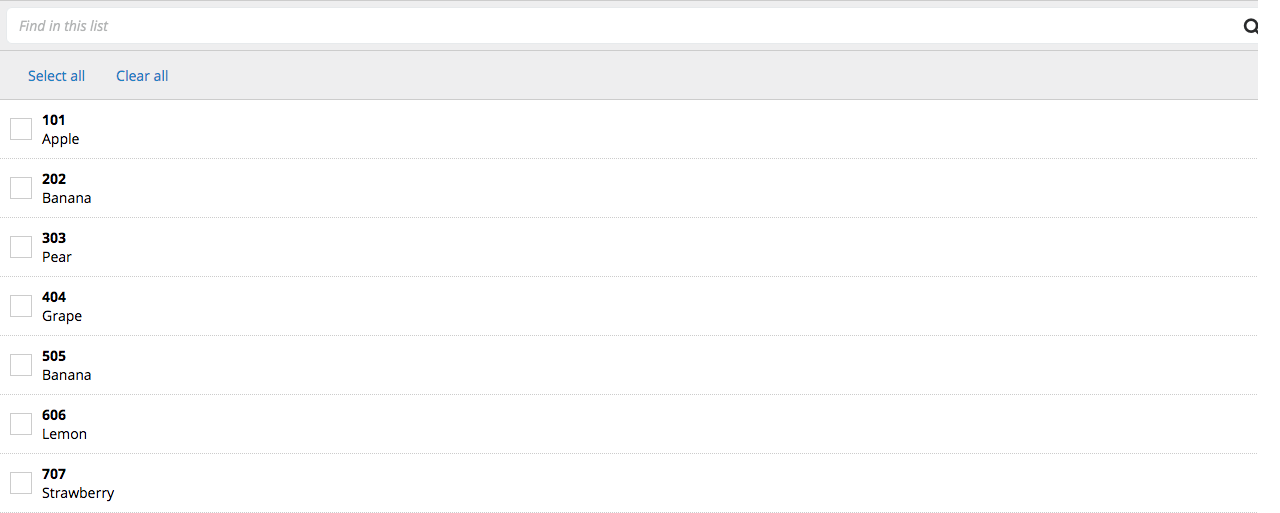 Find in this list
Select all Clear all
101
Apple
202
Banana
303
Pear
404
Grape
505
Banana
606
Lemon
707
Strawberry